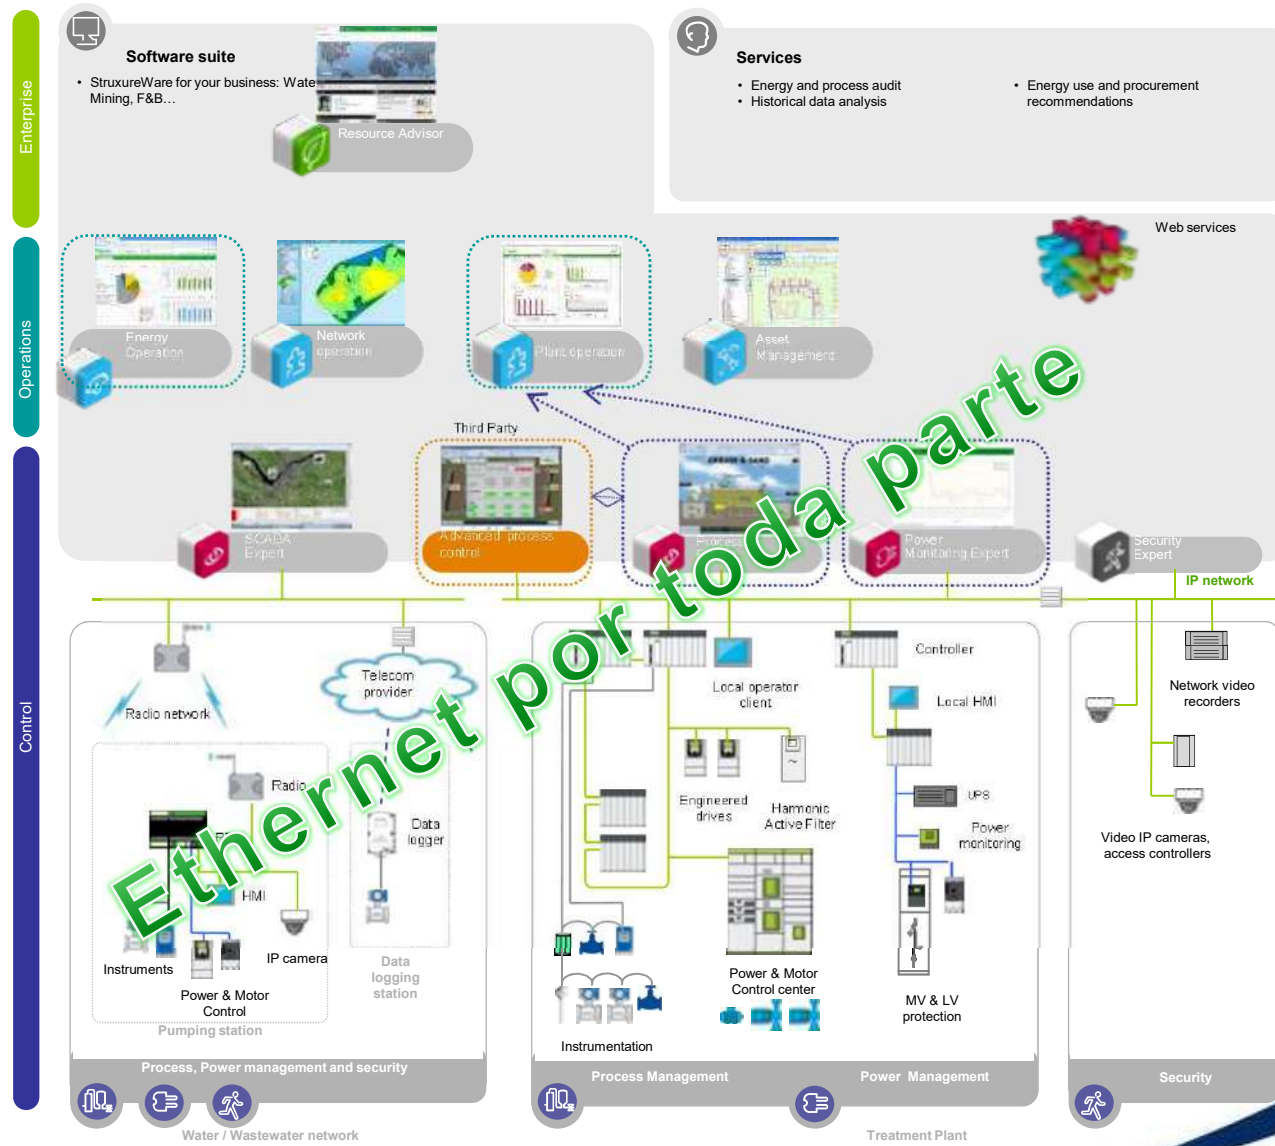 Enterprise
Software suite
• StruxureWare for your business: Wate
Mining, F&B…
Resource Advisor
Services
• Energy and process audit
• Historical data analysis
• Energy use and procurement
recommendations
Operations
Web services
Energy
Operation
Network
operation
Plant operation
Asset
Management
Control
Third Party
SCADA
Expert
Advanced process
control
Process
Power
Monitoring Expert
Security
Expert
IP network
Ethernet por toda parte
Radio network
Telecom
provider
Local operator
client
Controller
Local HMI
Network video
recorders
Radio
Data
logger
Engineered
drives
Harmonic
Active Filter
UPS
Power
monitoring
Video IP cameras,
access controllers
HMI
Instruments
IP camera
Power & Motor
Control
Pumping station
Data
logging
station
Power & Motor
Control center
Instrumentation
MV & LV
protection
Process, Power management and security
Process Management
Power Management
Security
Water / Wastewater network
Treatment Plant